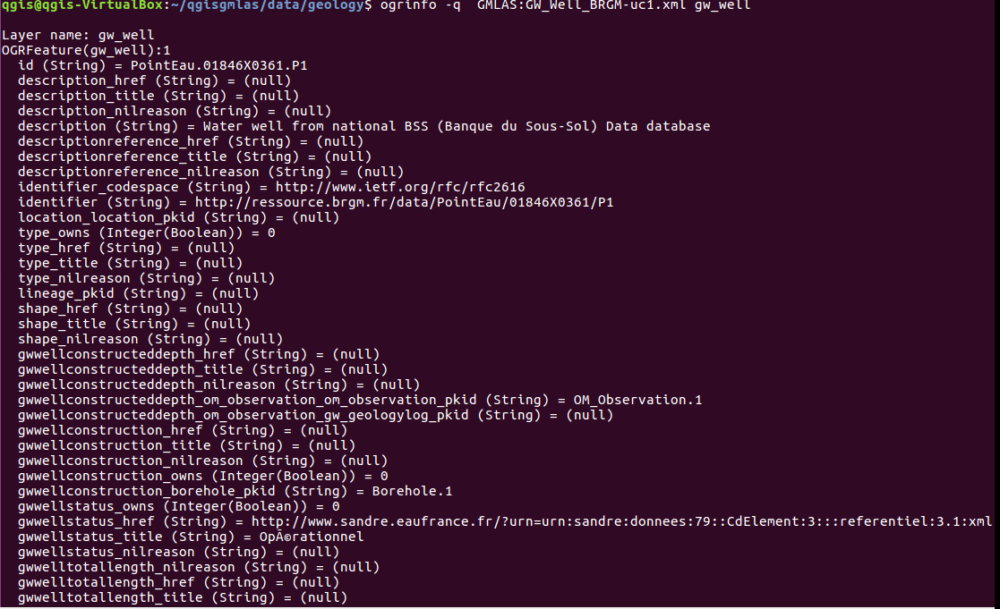 qgis@qgis-VirtualBox:~/qgisgmlas/data/geology$ ogrinfo -q  GMLAS:GW_Well_BRGM-uc1.xml gw_well
Layer name: gw_well
OGRFeature(gw_well):1
  id (String) = PointEau.01846X0361.P1
  description_href (String) = (null)
  description_title (String) = (null)
  description_nilreason (String) = (null)
  description (String) = Water well from national BSS (Banque du Sous-Sol) Data database
  descriptionreference_href (String) = (null)
  descriptionreference_title (String) = (null)
  descriptionreference_nilreason (String) = (null)
  identifier_codespace (String) = http://www.ietf.org/rfc/rfc2616
  identifier (String) = http://ressource.brgm.fr/data/PointEau/01846X0361/P1
  location_location_pkid (String) = (null)
  type_owns (Integer(Boolean)) = 0
  type_href (String) = (null)
  type_title (String) = (null)
  type_nilreason (String) = (null)
  lineage_pkid (String) = (null)
  shape_href (String) = (null)
  shape_title (String) = (null)
  shape_nilreason (String) = (null)
  gwwellconstructeddepth_href (String) = (null)
  gwwellconstructeddepth_title (String) = (null)
  gwwellconstructeddepth_nilreason (String) = (null)
  gwwellconstructeddepth_om_observation_om_observation_pkid (String) = OM_Observation.1
  gwwellconstructeddepth_om_observation_gw_geologylog_pkid (String) = (null)
  gwwellconstruction_href (String) = (null)
  gwwellconstruction_title (String) = (null)
  gwwellconstruction_nilreason (String) = (null)
  gwwellconstruction_owns (Integer(Boolean)) = 0
  gwwellconstruction_borehole_pkid (String) = Borehole.1
  gwwellstatus_owns (Integer(Boolean)) = 0
  gwwellstatus_href (String) = http://www.sandre.eaufrance.fr/?urn=urn:sandre:donnees:79::CdElement:3:::referentiel:3.1:xml
  gwwellstatus_title (String) = OpÃ©rationnel
  gwwellstatus_nilreason (String) = (null)
  gwwelltotallength_nilreason (String) = (null)
  gwwelltotallength_href (String) = (null)
  gwwelltotallength_title (String) = (null)